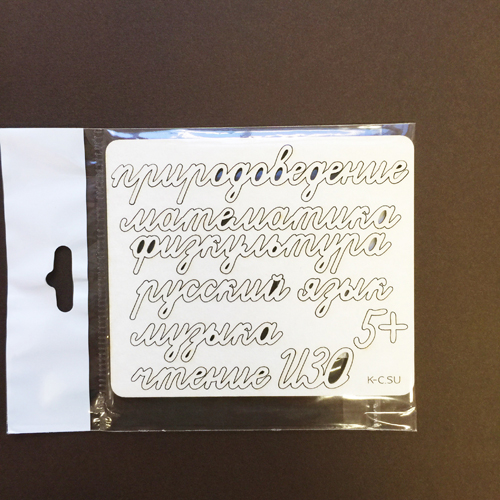 природоведение
математика
физкультура
русский язык
музыка 5+
чтение ИЗО
K-C.SU